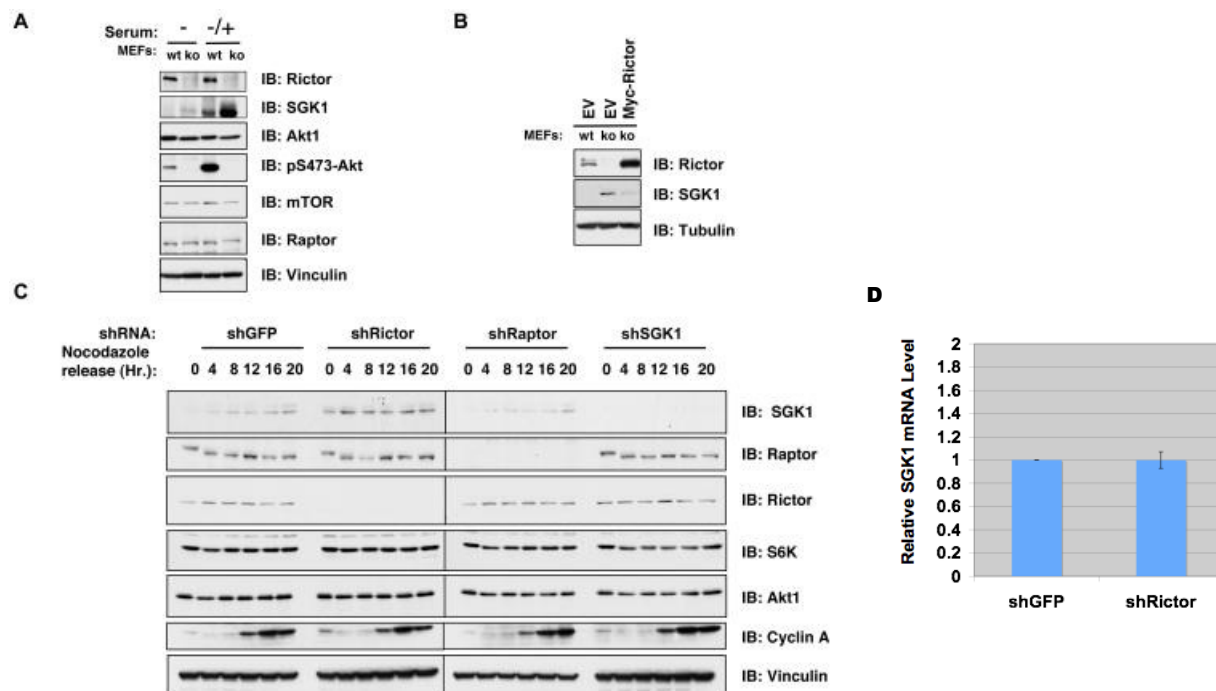 A
Serum: - -/+
MEFs: wt ko wt ko
IB: Rictor
IB: SGK1
IB: Akt1
IB: pS473-Akt
IB: mTOR
IB: Raptor
IB: Vinculin
B
EV EV Myc-Rictor
MEFs: wt ko ko
IB: Rictor
IB: SGK1
IB: Tubulin
C
shRNA: shGFP shRictor shRaptor shSGK1
Nocodazole
release (Hr.): 0 4 8 12 16 20 0 4 8 12 16 20 0 4 8 12 16 20 0 4 8 12 16 20
IB: SGK1
IB: Raptor
IB: Rictor
IB: S6K
IB: Akt1
IB: Cyclin A
IB: Vinculin
D
Relative SGK1 mRNA Level
2
1.8
1.6
1.4
1.2
1
0.8
0.6
0.4
0.2
0
shGFP shRictor